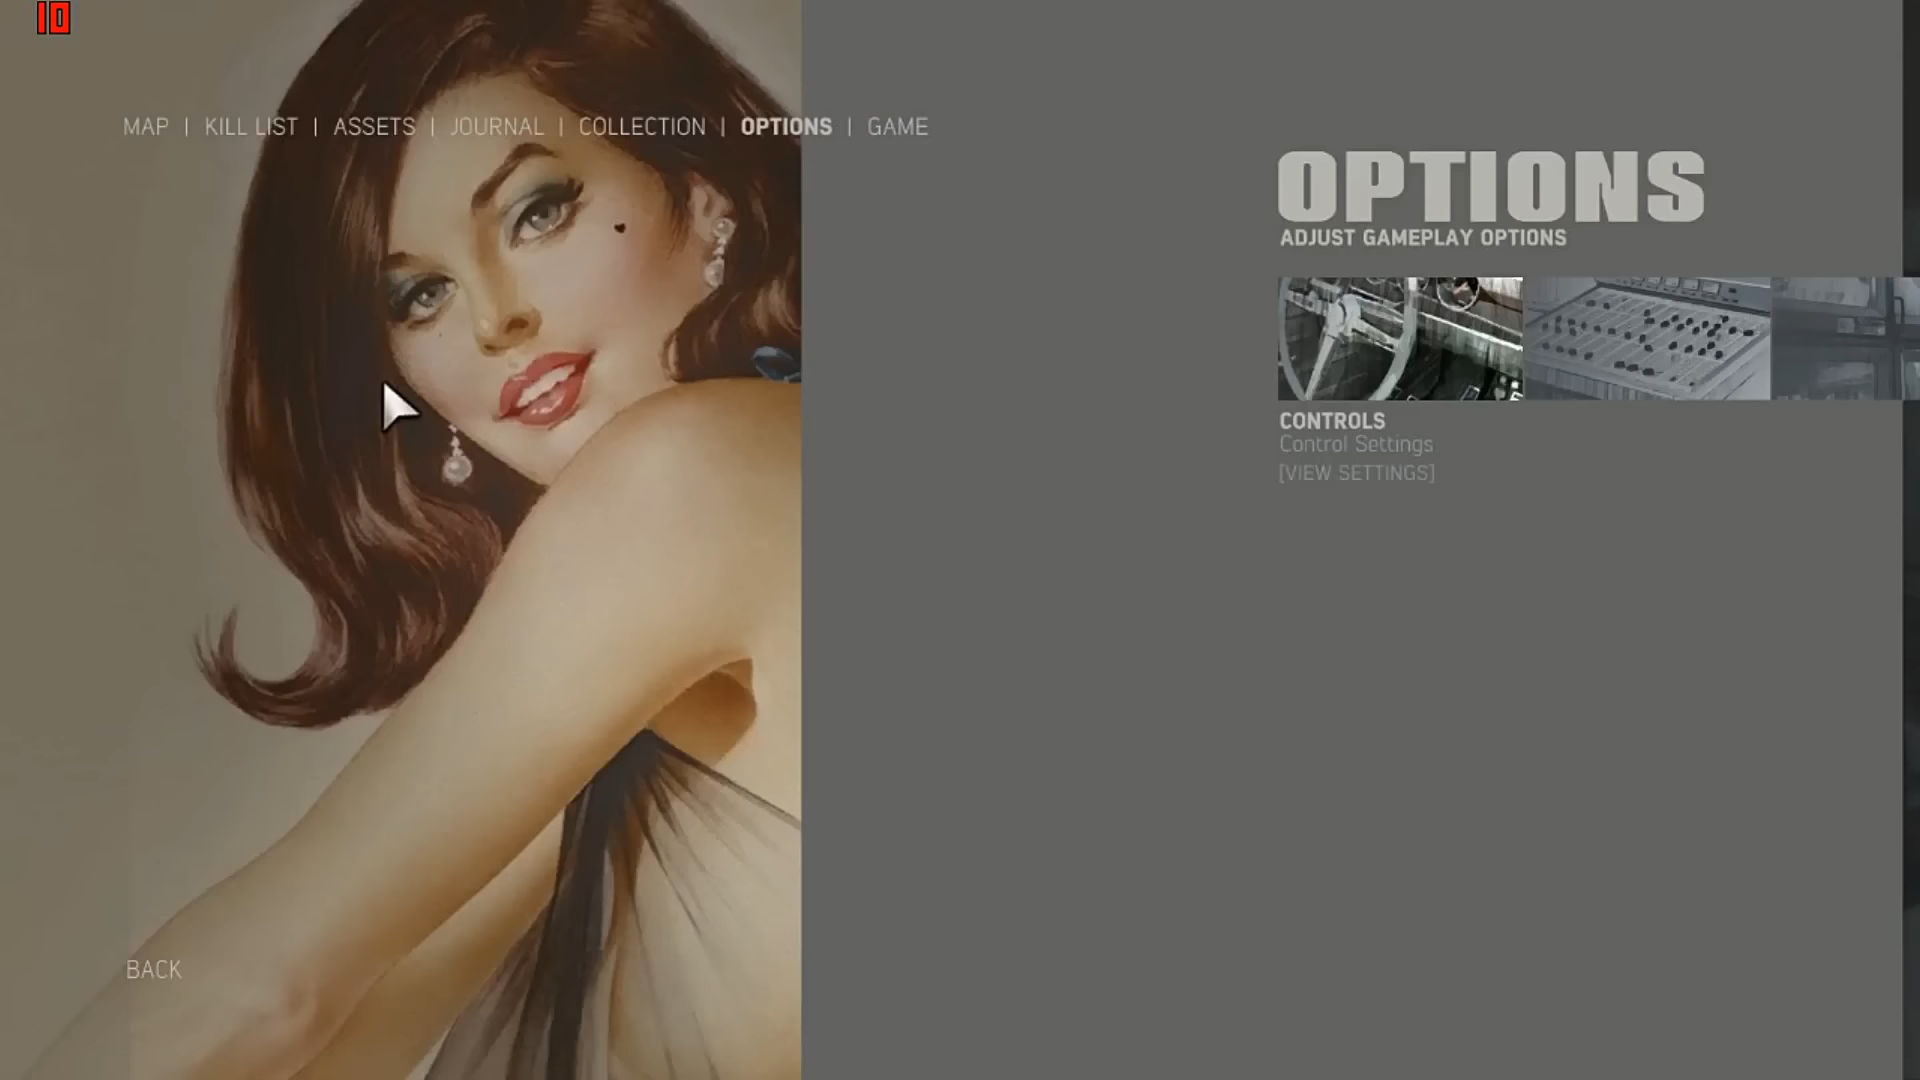 10
MAP | KILL LIST | ASSETS | JOURNAL | COLLECTION | OPTIONS | GAME
OPTIONS
ADJUST GAMEPLAY OPTIONS
CONTROLS
Control Settings
[VIEW SETTINGS]
BACK